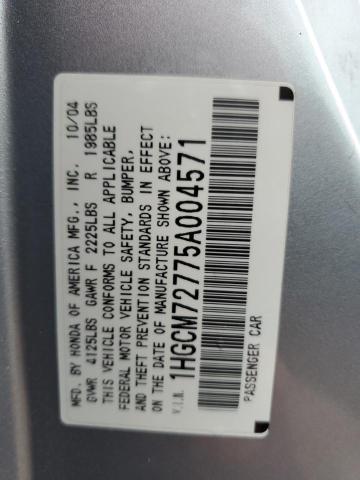 MFD. BY HONDA OF AMERICA MFG., INC. 10/04
GVWR 4125LBS GAWR F 2225LBS R 1985LBS
THIS VEHICLE CONFORMS TO ALL APPLICABLE
FEDERAL MOTOR VEHICLE SAFETY, BUMPER,
AND THEFT PREVENTION STANDARDS IN EFFECT
ON THE DATE OF MANUFACTURE SHOWN ABOVE:
V.I.N. 1HGCM72775A004571
PASSENGER CAR